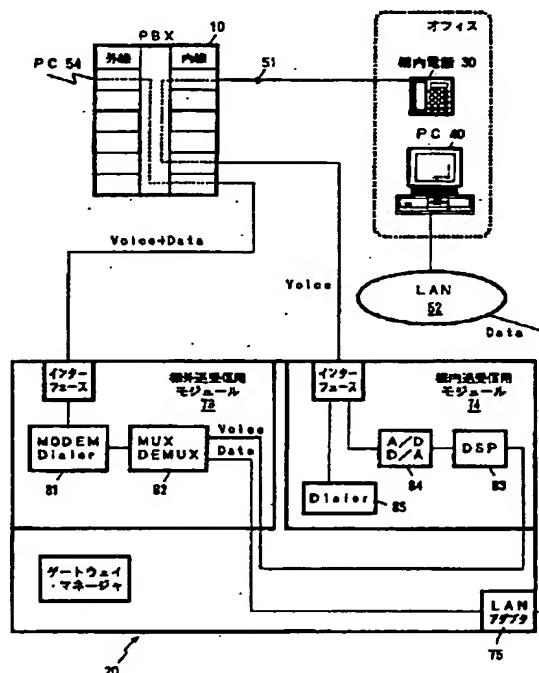 オフィス
PBX
10
外線
内線
PC 54
51
構内電話 30
PC 40
Voice+Data
Voice
LAN
52
Data
インター
フェース
構外送受信用
モジュール
73
インター
フェース
構内送受信用
モジュール
74
Voice
Data
MODEM
Dialer
81
MUX
DEMUX
82
A/D
D/A
84
DSP
83
Dialer
85
ゲートウェイ
・マネージャ
LAN
アダプタ
75
20